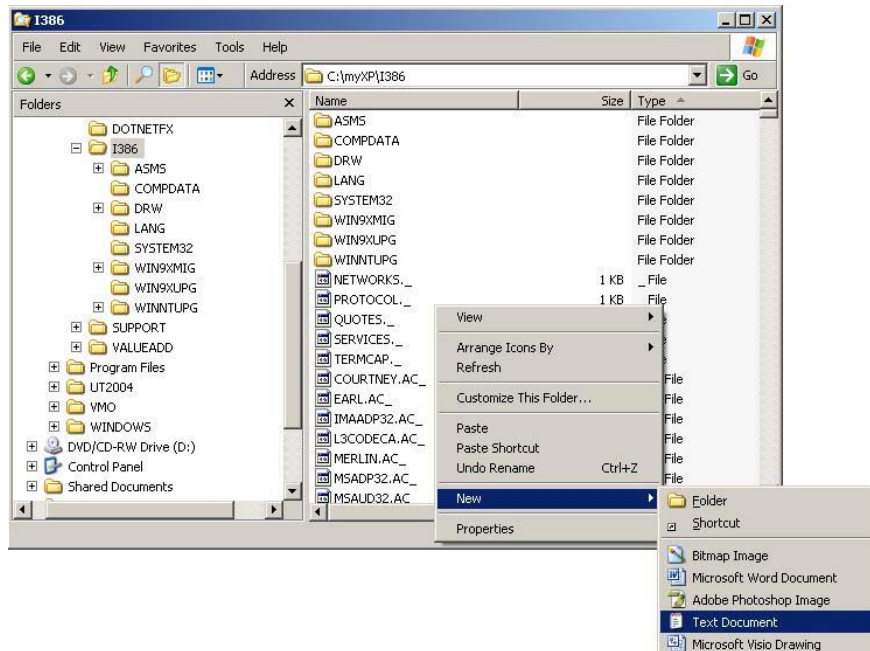 I386
File Edit View Favorites Tools Help
Address C:\myXP\I386 Go
Folders
DOTNETFX
I386
ASMS
COMPDATA
DRW
LANG
SYSTEM32
WIN9XMIG
WIN9XUPG
WINNTUPG
SUPPORT
VALUEADD
Program Files
UT2004
VMO
WINDOWS
DVD/CD-RW Drive (D:)
Control Panel
Shared Documents
Name Size Type
ASMS File Folder
COMPDATA File Folder
DRW File Folder
LANG File Folder
SYSTEM32 File Folder
WIN9XMIG File Folder
WIN9XUPG File Folder
WINNTUPG File Folder
NETWORKS._ 1 KB _ File
PROTOCOL._ 1 KB _ File
QUOTES._
SERVICES._
TERMCAP._
COURTNEY.AC_ File
EARL.AC_ File
IMAADP32.AC_ File
L3CODECA.AC_ File
MERLIN.AC_ File
MSADP32.AC_ File
MSAUD32.AC
View
Arrange Icons By
Refresh
Customize This Folder...
Paste
Paste Shortcut
Undo Rename Ctrl+Z
New
Properties
Folder
Shortcut
Bitmap Image
Microsoft Word Document
Adobe Photoshop Image
Text Document
Microsoft Visio Drawing